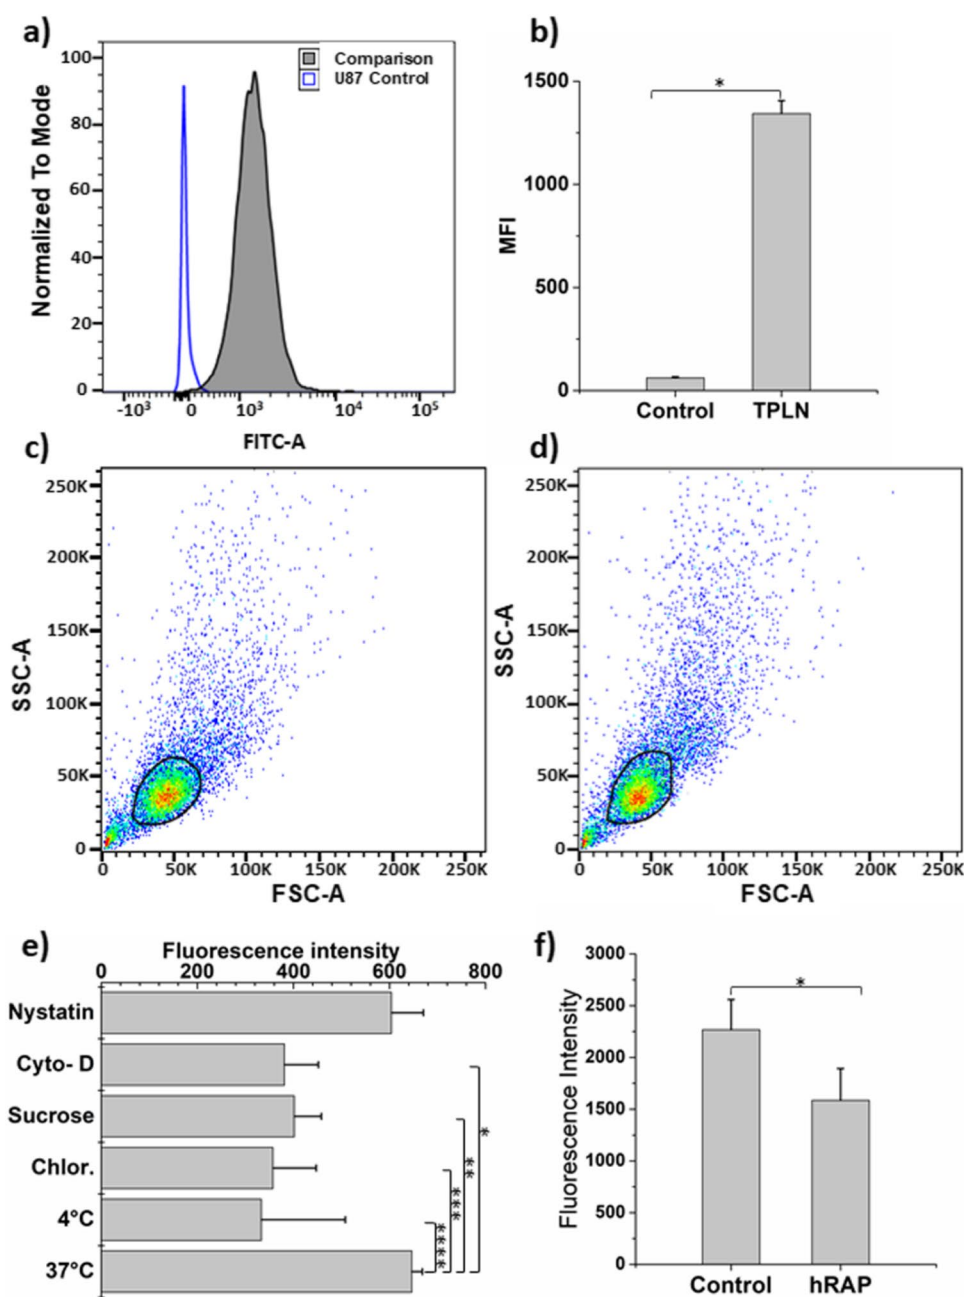 a)
Comparison
U87 Control
100
80
60
40
20
0
Normalized To Mode
-10³ 0 10³ 10⁴ 10⁵
FITC-A
b)
1500
1000
500
0
MFI
*
Control TPLN
c)
250K
200K
150K
100K
50K
0
SSC-A
0 50K 100K 150K 200K 250K
FSC-A
d)
250K
200K
150K
100K
50K
0
SSC-A
0 50K 100K 150K 200K 250K
FSC-A
e)
Fluorescence intensity
0 200 400 600 800
Nystatin
Cyto- D
Sucrose
Chlor.
4°C
37°C
*
**
***
****
f)
3000
2500
2000
1500
1000
500
0
Fluorescence Intensity
*
Control hRAP